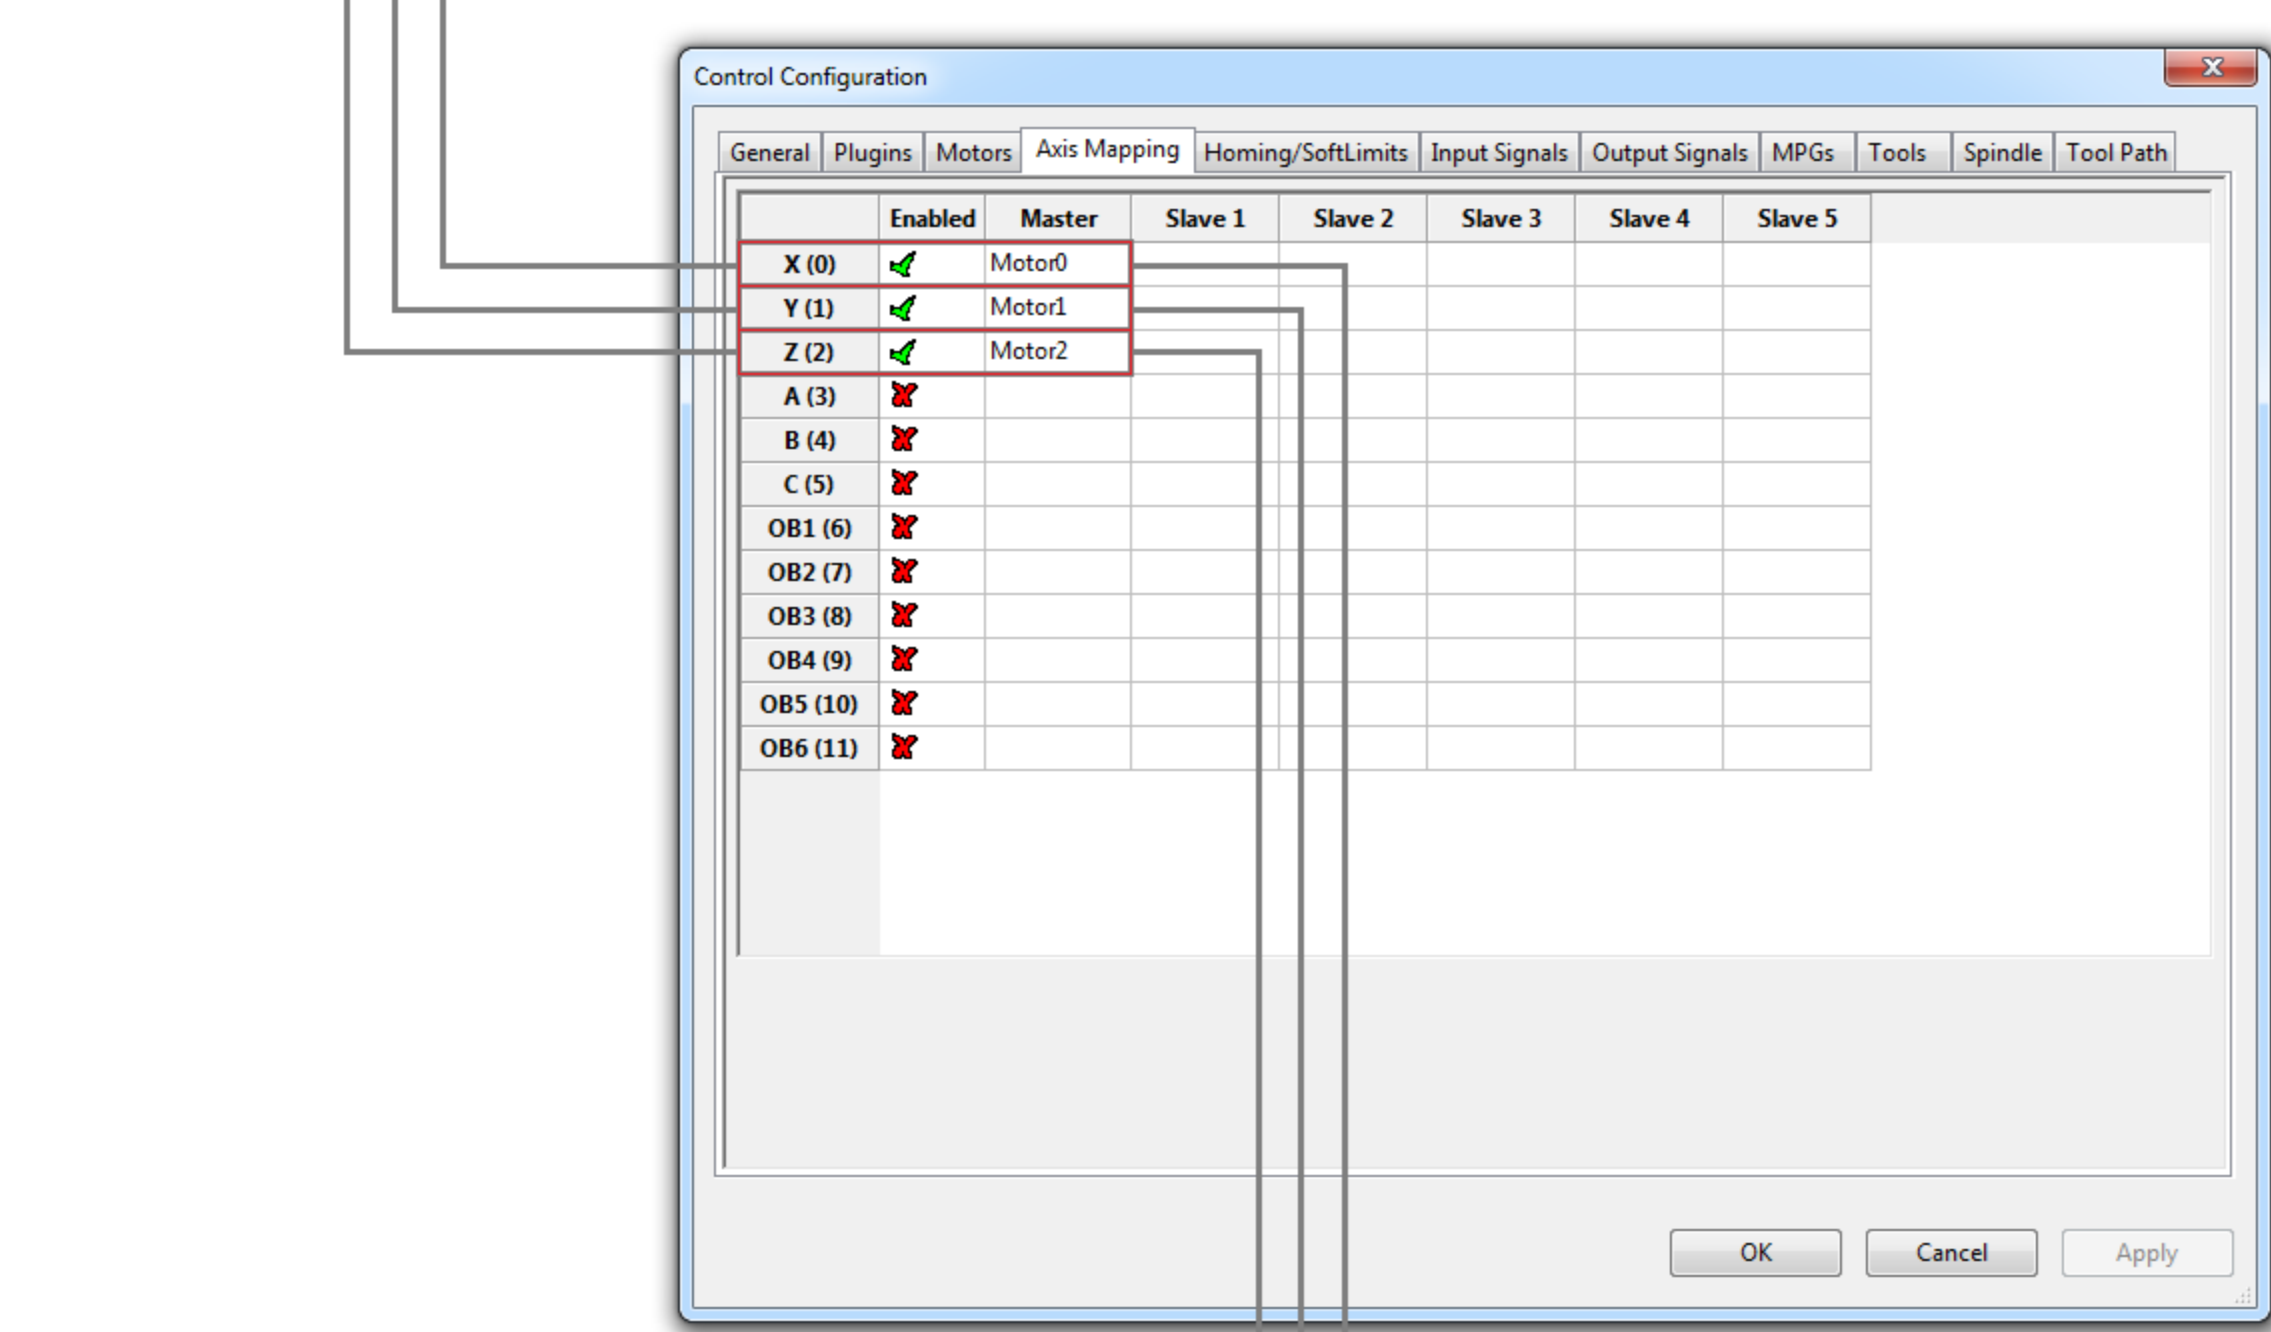 Control Configuration
General Plugins Motors Axis Mapping Homing/SoftLimits Input Signals Output Signals MPGs Tools Spindle Tool Path
Enabled Master Slave 1 Slave 2 Slave 3 Slave 4 Slave 5
X (0) Motor0
Y (1) Motor1
Z (2) Motor2
A (3)
B (4)
C (5)
OB1 (6)
OB2 (7)
OB3 (8)
OB4 (9)
OB5 (10)
OB6 (11)
OK Cancel Apply